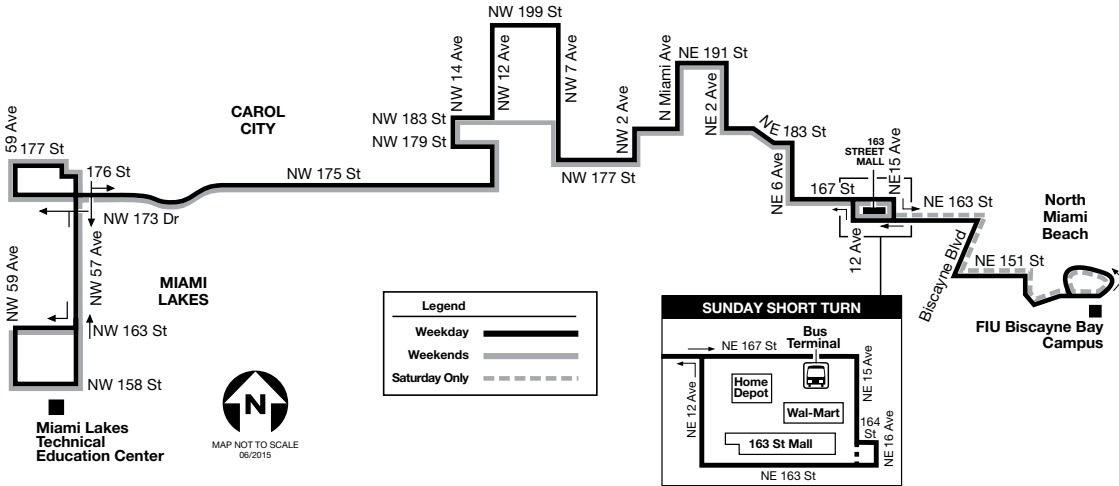 NW 199 St
NW 14 Ave
NW 12 Ave
NW 7 Ave
N Miami Ave
NE 191 St
NE 2 Ave
NW 2 Ave
CAROL
CITY
NW 183 St
NW 179 St
NE 183 St
163
STREET
MALL
NE15 Ave
59 Ave
177 St
176 St
NW 175 St
NW 177 St
NE 6 Ave
167 St
NE 163 St
North
Miami
Beach
NW 173 Dr
12 Ave
NW 59 Ave
NW 57 Ave
MIAMI
LAKES
Biscayne Blvd
NE 151 St
NW 163 St
FIU Biscayne Bay
Campus
NW 158 St
Miami Lakes
Technical
Education Center
N
MAP NOT TO SCALE
06/2015
Legend
Weekday
Weekends
Saturday Only
SUNDAY SHORT TURN
NE 167 St
Bus
Terminal
NE 15 Ave
NE 12 Ave
Home
Depot
Wal-Mart
164
St
NE 16 Ave
163 St Mall
NE 163 St